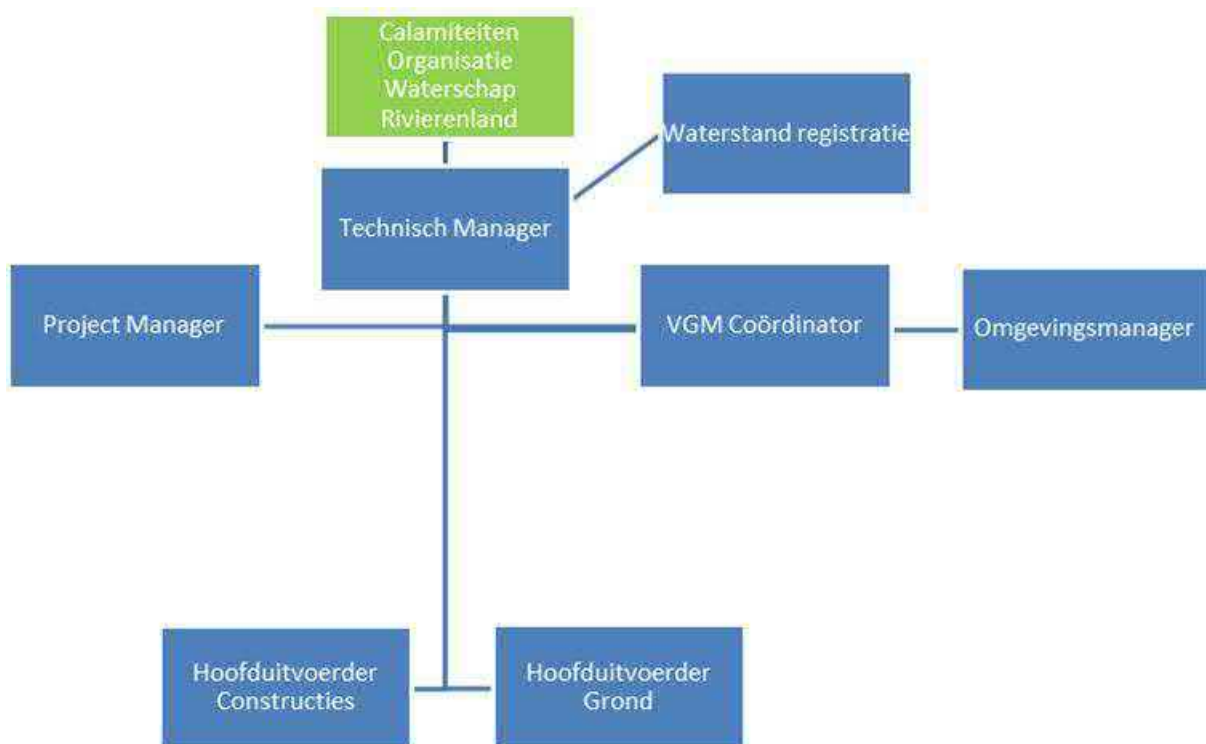 Calamiteiten
Organisatie
Waterschap
Rivierenland
Waterstand registratie
Technisch Manager
Project Manager
VGM Coördinator
Omgevingsmanager
Hoofduitvoerder
Constructies
Hoofduitvoerder
Grond